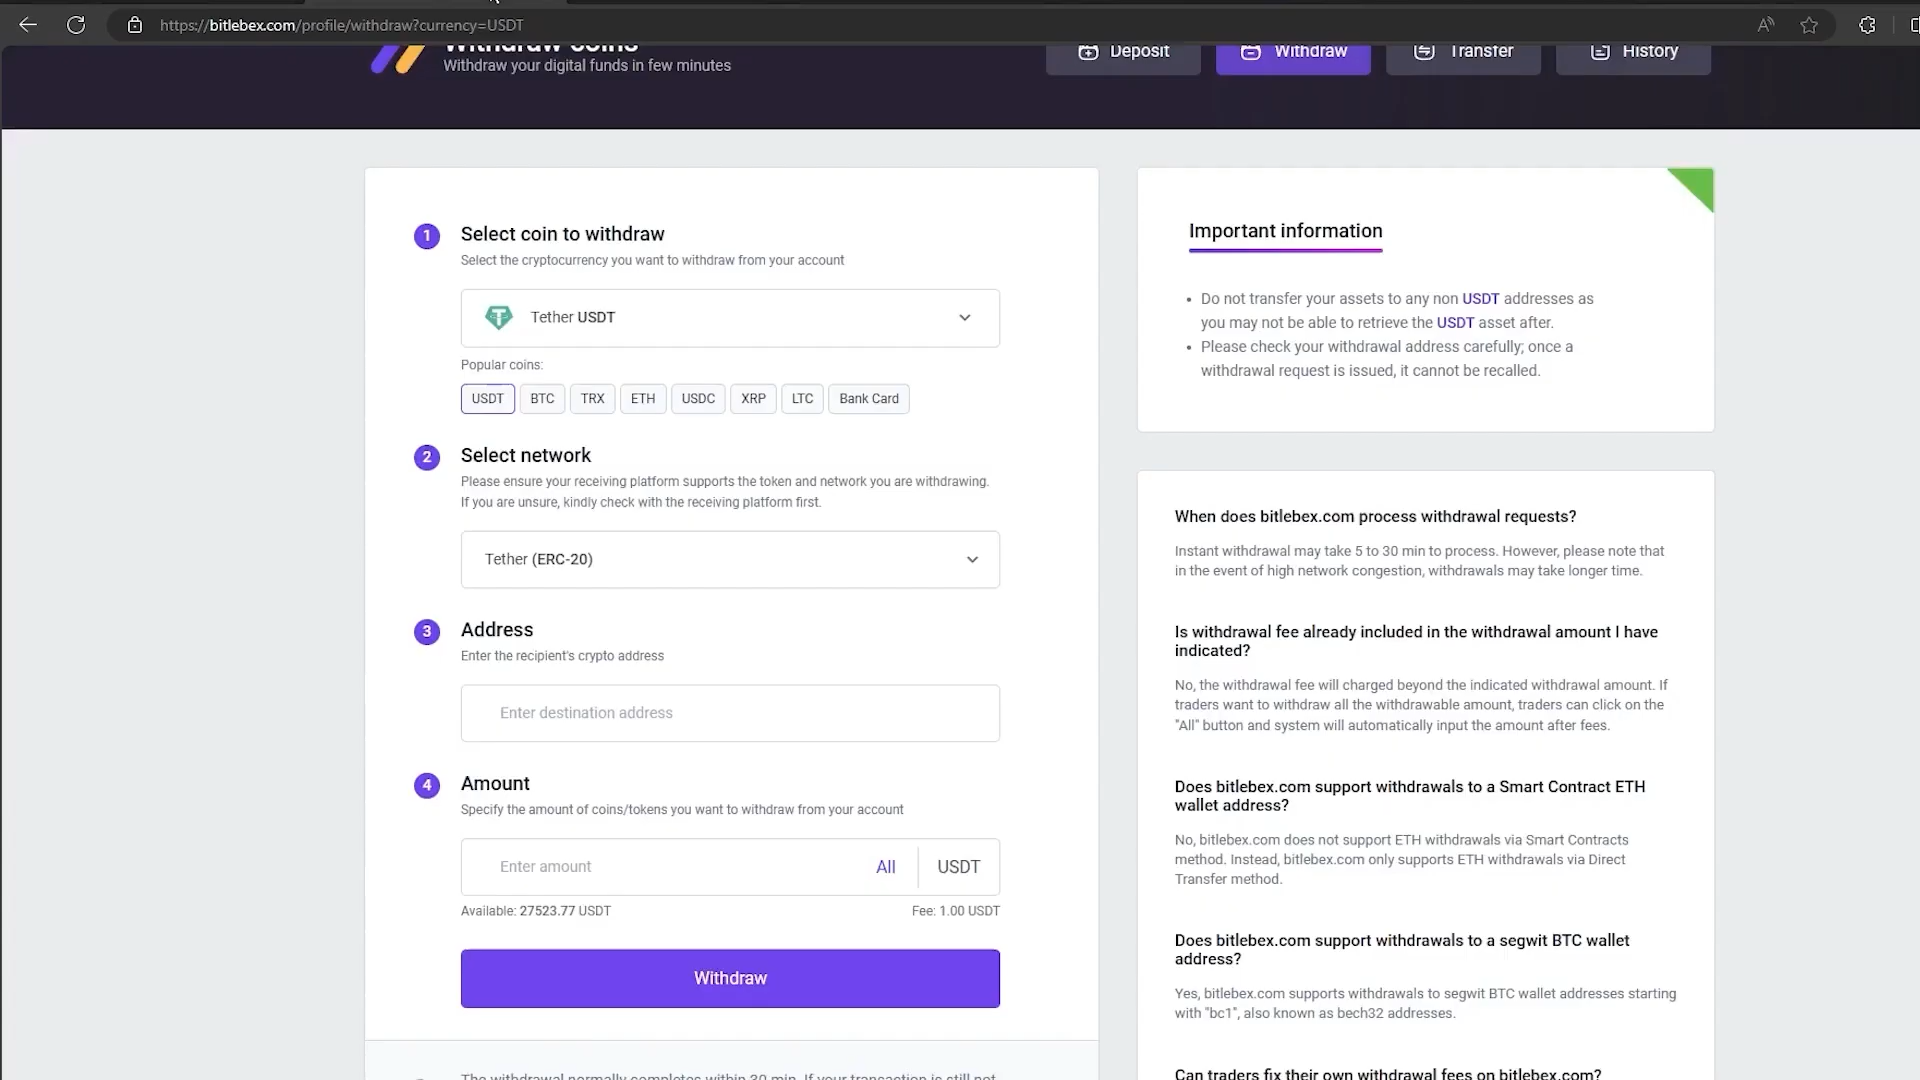 https://bitlebex.com/profile/withdraw?currency=USDT
Withdraw coins
Withdraw your digital funds in few minutes
Deposit
Withdraw
Transfer
History
1
Select coin to withdraw
Select the cryptocurrency you want to withdraw from your account
Tether USDT
Popular coins:
USDT
BTC
TRX
ETH
USDC
XRP
LTC
Bank Card
2
Select network
Please ensure your receiving platform supports the token and network you are withdrawing.
If you are unsure, kindly check with the receiving platform first.
Tether (ERC-20)
3
Address
Enter the recipient's crypto address
Enter destination address
4
Amount
Specify the amount of coins/tokens you want to withdraw from your account
Enter amount
All
USDT
Available: 27523.77 USDT
Fee: 1.00 USDT
Withdraw
The withdrawal normally completes within 30 min. If your transaction is still not
Important information
• Do not transfer your assets to any non USDT addresses as
you may not be able to retrieve the USDT asset after.
• Please check your withdrawal address carefully; once a
withdrawal request is issued, it cannot be recalled.
When does bitlebex.com process withdrawal requests?
Instant withdrawal may take 5 to 30 min to process. However, please note that
in the event of high network congestion, withdrawals may take longer time.
Is withdrawal fee already included in the withdrawal amount I have
indicated?
No, the withdrawal fee will charged beyond the indicated withdrawal amount. If
traders want to withdraw all the withdrawable amount, traders can click on the
"All" button and system will automatically input the amount after fees.
Does bitlebex.com support withdrawals to a Smart Contract ETH
wallet address?
No, bitlebex.com does not support ETH withdrawals via Smart Contracts
method. Instead, bitlebex.com only supports ETH withdrawals via Direct
Transfer method.
Does bitlebex.com support withdrawals to a segwit BTC wallet
address?
Yes, bitlebex.com supports withdrawals to segwit BTC wallet addresses starting
with "bc1", also known as bech32 addresses.
Can traders fix their own withdrawal fees on bitlebex.com?